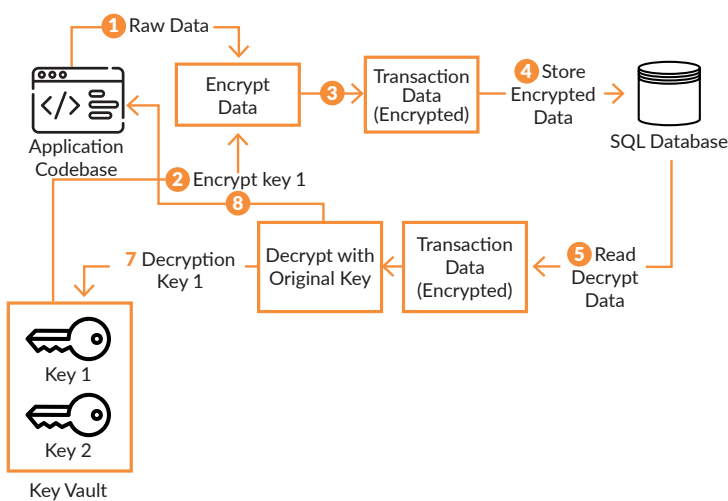 1 Raw Data
Application
Codebase
Encrypt
Data
3
Transaction
Data
(Encrypted)
4 Store
Encrypted
Data
SQL Database
2 Encrypt key 1
8
7 Decryption
Key 1
Decrypt with
Original Key
Transaction
Data
(Encrypted)
5 Read
Decrypt
Data
Key 1
Key 2
Key Vault